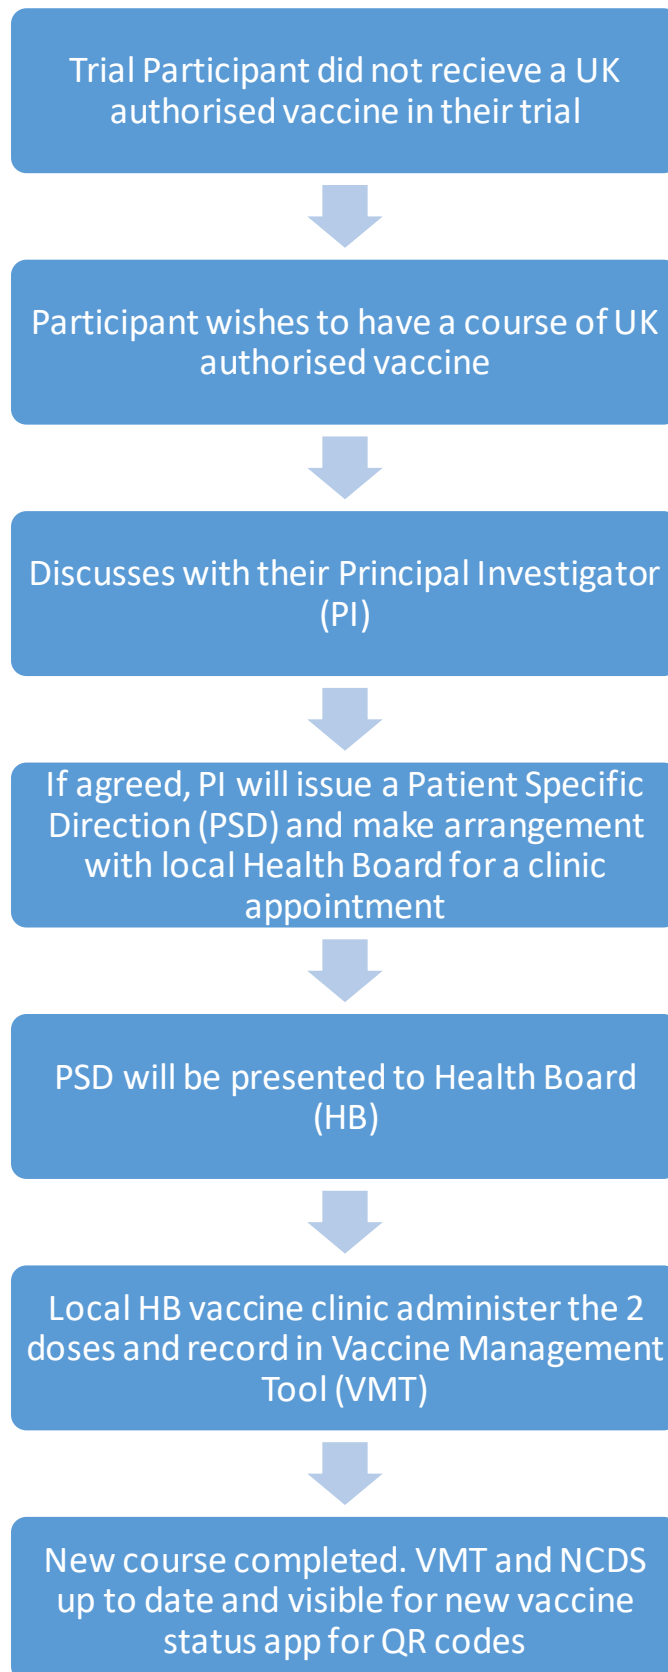 Trial Participant did not recieve a UK
authorised vaccine in their trial
Participant wishes to have a course of UK
authorised vaccine
Discusses with their Principal Investigator
(PI)
If agreed, PI will issue a Patient Specific
Direction (PSD) and make arrangement
with local Health Board for a clinic
appointment
PSD will be presented to Health Board
(HB)
Local HB vaccine clinic administer the 2
doses and record in Vaccine Management
Tool (VMT)
New course completed. VMT and NCDS
up to date and visible for new vaccine
status app for QR codes